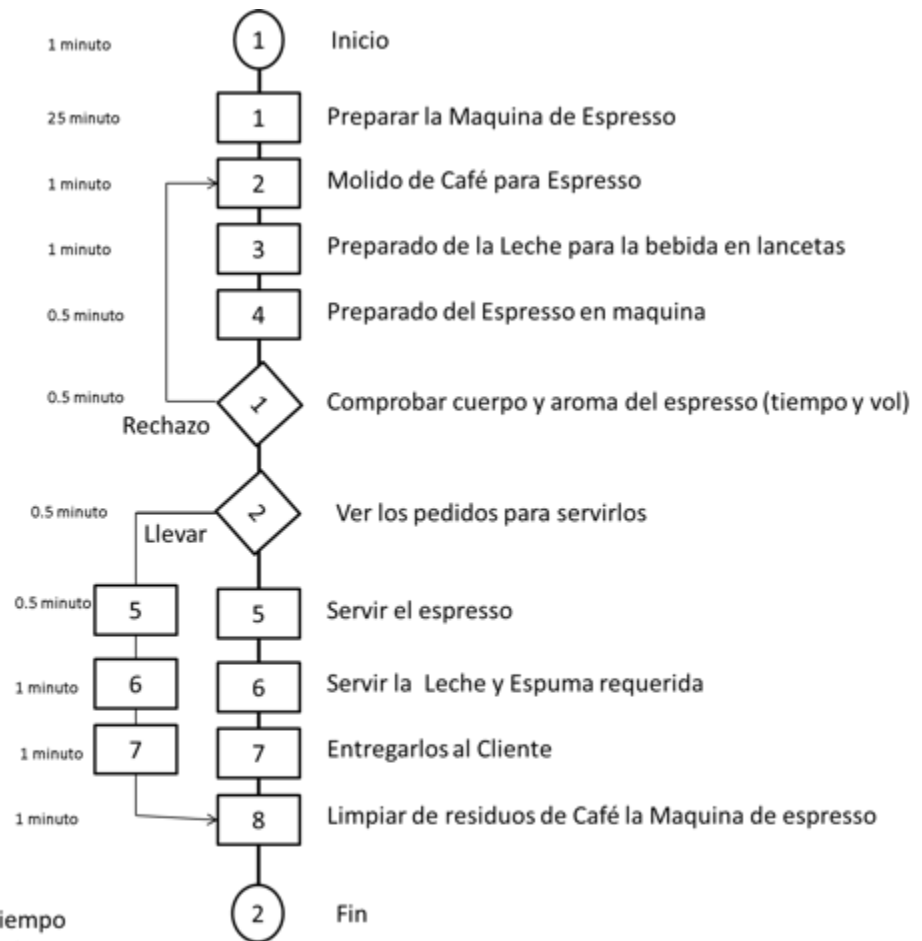 1 minuto 1 Inicio
25 minuto 1 Preparar la Maquina de Espresso
1 minuto 2 Molido de Café para Espresso
1 minuto 3 Preparado de la Leche para la bebida en lancetas
0.5 minuto 4 Preparado del Espresso en maquina
0.5 minuto 1 Comprobar cuerpo y aroma del espresso (tiempo y vol)
Rechazo
0.5 minuto 2 Ver los pedidos para servirlos
Llevar
0.5 minuto 5 5 Servir el espresso
1 minuto 6 6 Servir la Leche y Espuma requerida
1 minuto 7 7 Entregarlos al Cliente
1 minuto 8 Limpiar de residuos de Café la Maquina de espresso
iempo 2 Fin